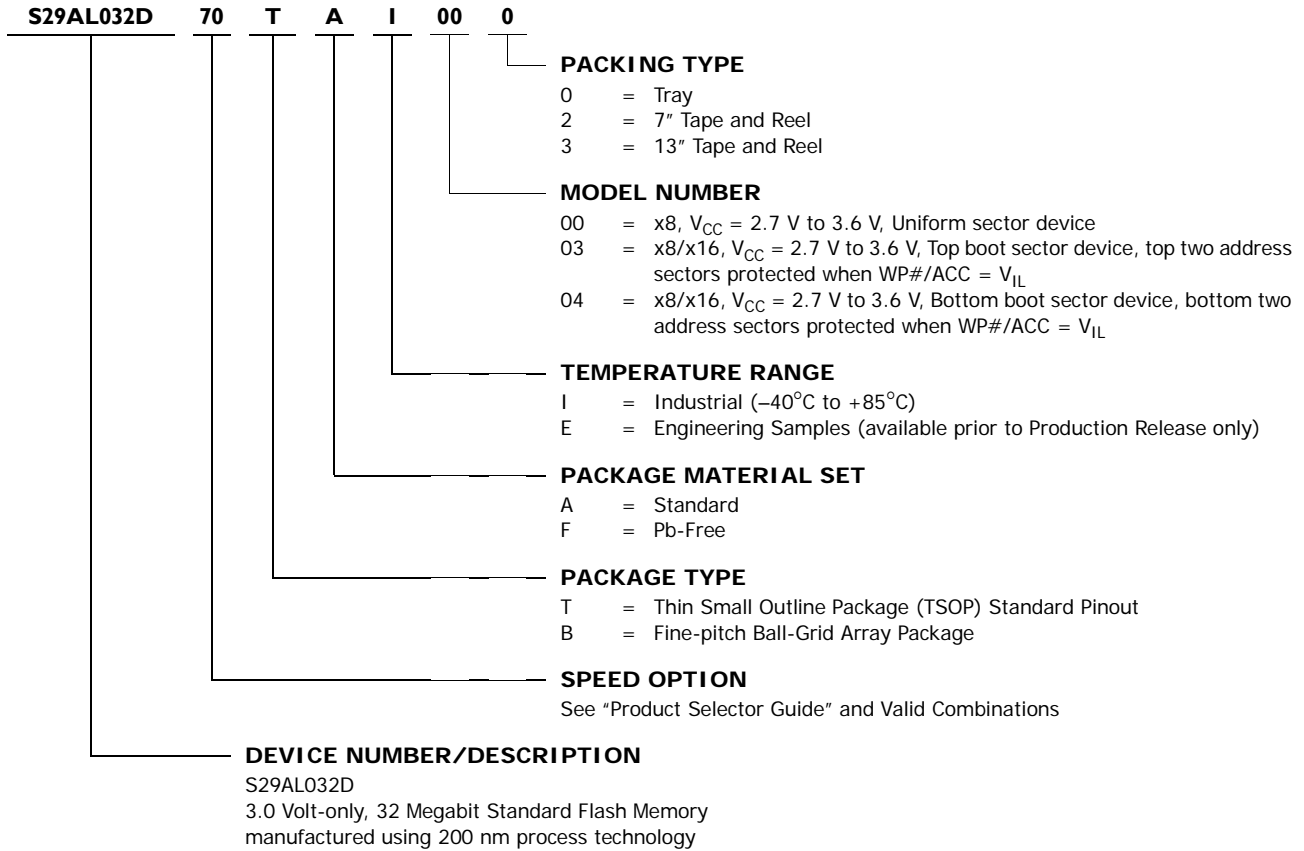 S29AL032D 70 T A I 00 0
PACKING TYPE
0 = Tray
2 = 7″ Tape and Reel
3 = 13″ Tape and Reel
MODEL NUMBER
00 = x8, VCC = 2.7 V to 3.6 V, Uniform sector device
03 = x8/x16, VCC = 2.7 V to 3.6 V, Top boot sector device, top two address
sectors protected when WP#/ACC = VIL
04 = x8/x16, VCC = 2.7 V to 3.6 V, Bottom boot sector device, bottom two
address sectors protected when WP#/ACC = VIL
TEMPERATURE RANGE
I = Industrial (–40°C to +85°C)
E = Engineering Samples (available prior to Production Release only)
PACKAGE MATERIAL SET
A = Standard
F = Pb-Free
PACKAGE TYPE
T = Thin Small Outline Package (TSOP) Standard Pinout
B = Fine-pitch Ball-Grid Array Package
SPEED OPTION
See “Product Selector Guide” and Valid Combinations
DEVICE NUMBER/DESCRIPTION
S29AL032D
3.0 Volt-only, 32 Megabit Standard Flash Memory
manufactured using 200 nm process technology